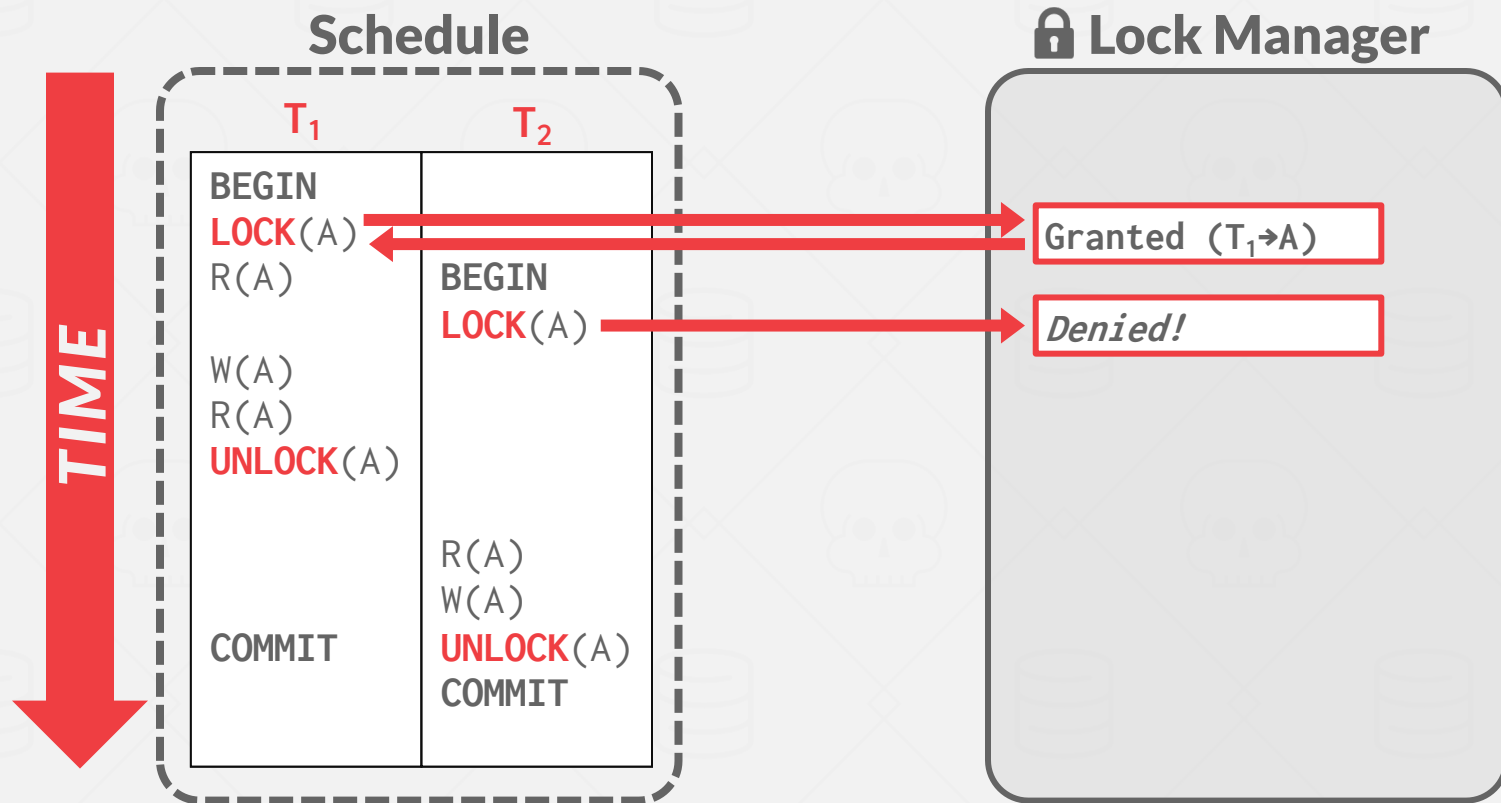 Schedule
Lock Manager
TIME
T₁ T₂
BEGIN
LOCK(A)
Granted (T₁→A)
R(A) BEGIN
LOCK(A)
Denied!
W(A)
R(A)
UNLOCK(A)
R(A)
W(A)
COMMIT UNLOCK(A)
COMMIT